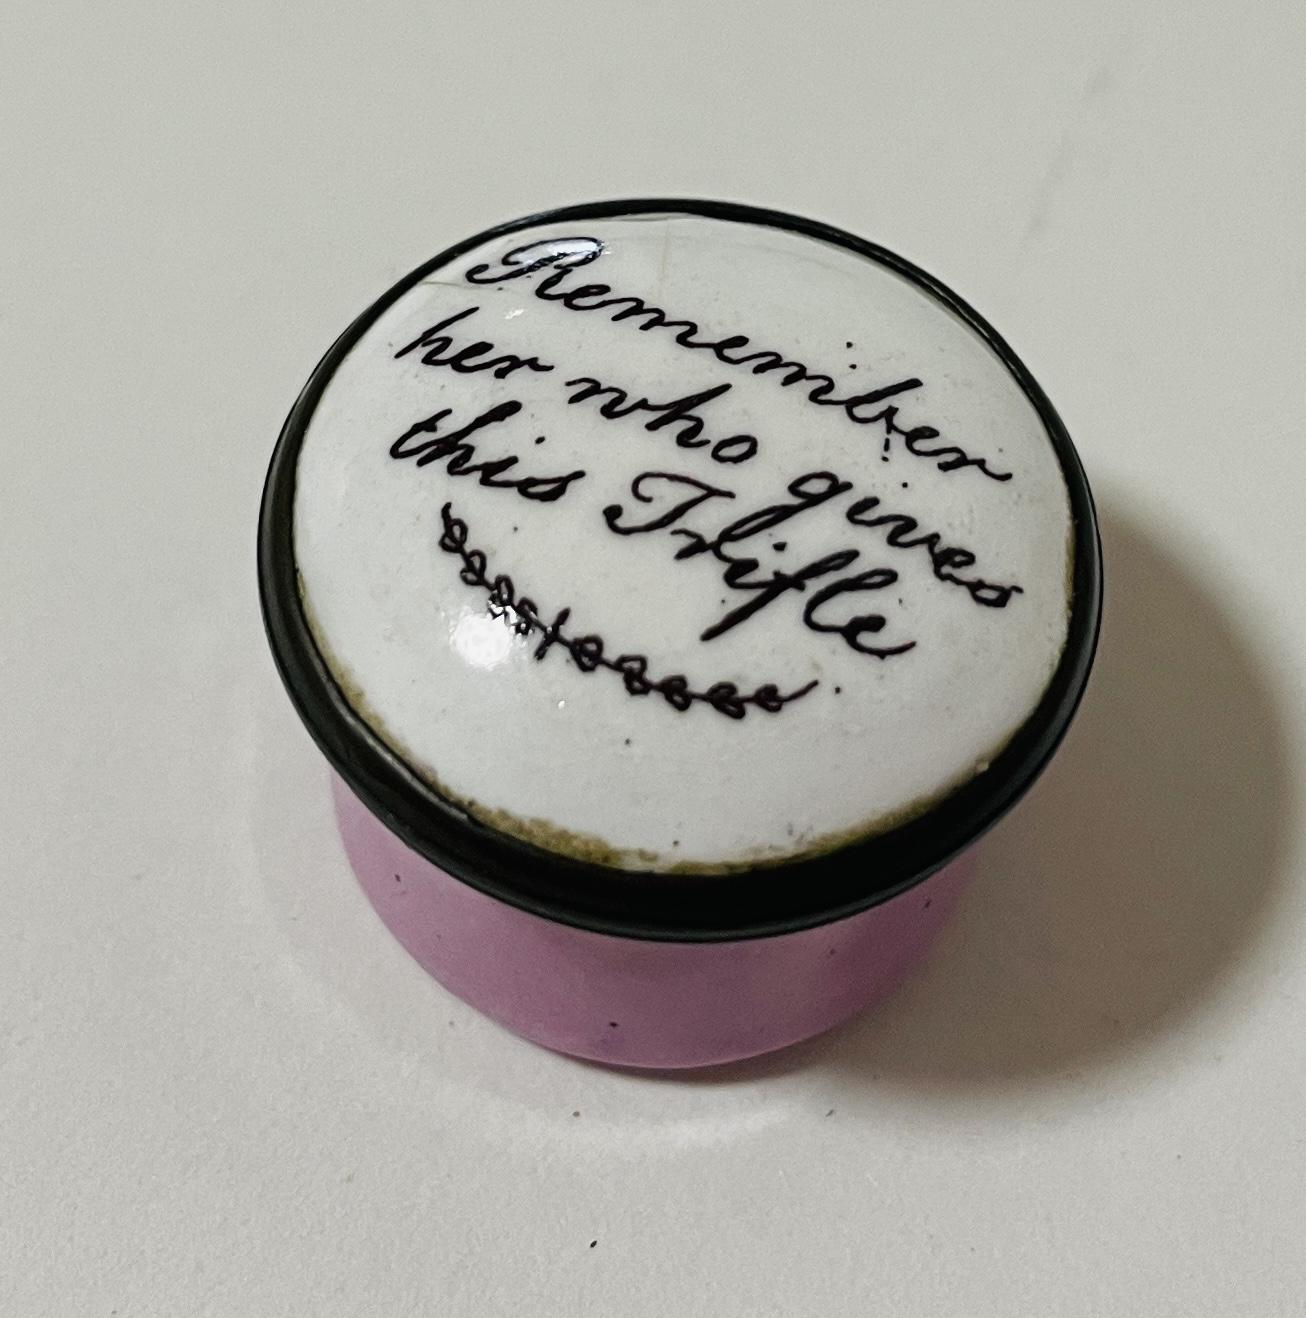 Remember
her who gives
this Trifle